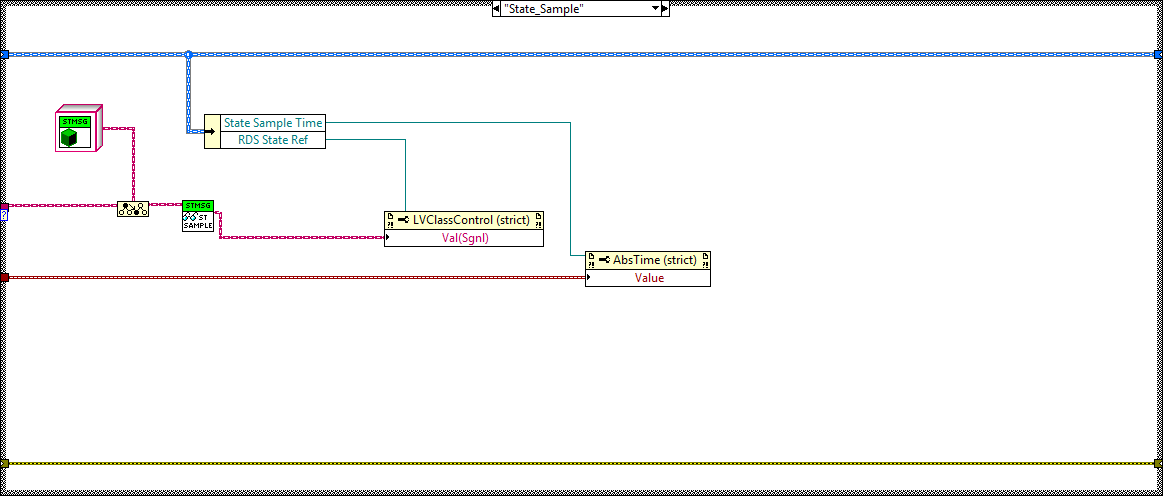 "State_Sample"
STMSG
State Sample Time
RDS State Ref
STMSG
ST
SAMPLE
?
LVClassControl (strict)
?!
?!
Val(Sgnl)
AbsTime (strict)
?!
?!
Value